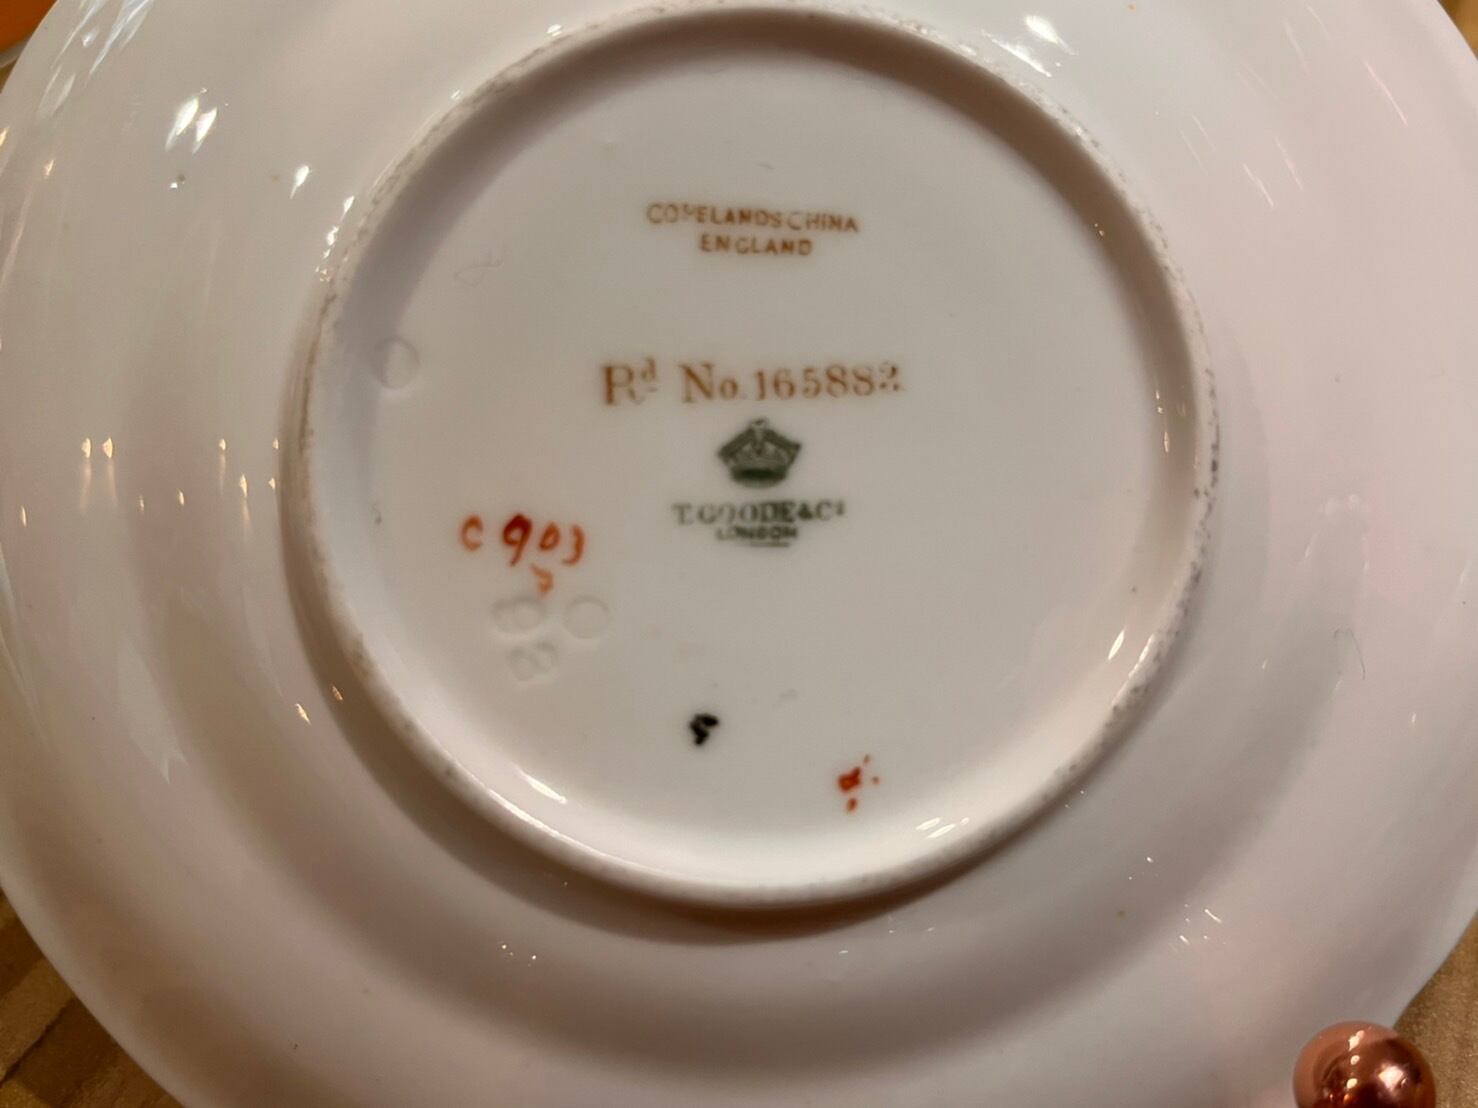 COPELANDS CHINA
ENGLAND
Rd No. 165882
T. GOODE & Co
LONDON
C 903